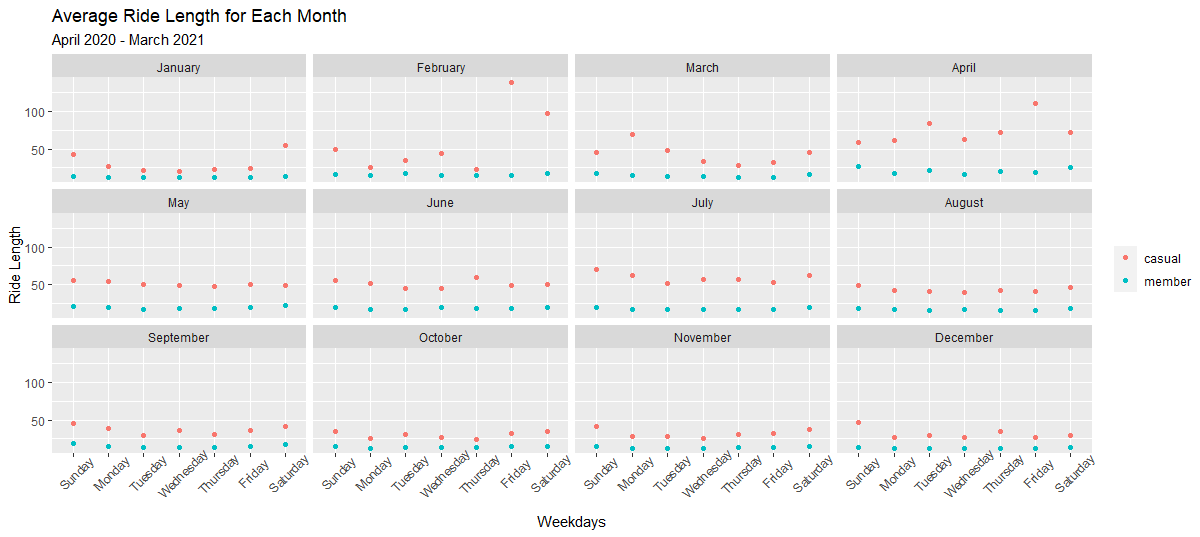 Average Ride Length for Each Month
April 2020 - March 2021
January February March April
100
50
May June July August
100
50
Ride Length
casual
member
September October November December
100
50
Sunday Monday Tuesday Wednesday Thursday Friday Saturday Sunday Monday Tuesday Wednesday Thursday Friday Saturday Sunday Monday Tuesday Wednesday Thursday Friday Saturday Sunday Monday Tuesday Wednesday Thursday Friday Saturday
Weekdays